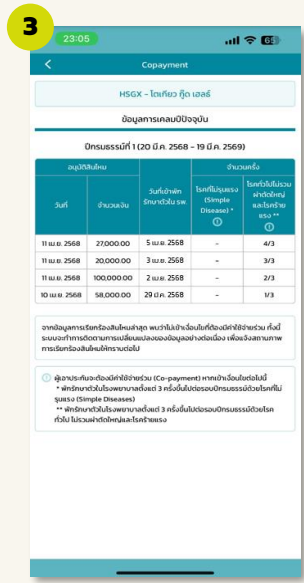 3
23:05
Copayment
HSGX - โตเกียว กู๊ด เฮลธ์
ข้อมูลการเคลมปีปัจจุบัน
ปีกรมธรรม์ที่ 1 (20 มี.ค. 2568 - 19 มี.ค. 2569)
อนุมัติสินไหม
จำนวนครั้ง
วันที่
จำนวนเงิน
วันที่เข้าพัก
รักษาตัวใน รพ.
โรคที่ไม่รุนแรง
(Simple
Disease) *
โรคทั่วไปไม่รวม
ผ่าตัดใหญ่
และโรคร้าย
แรง **
11 เม.ย. 2568 27,000.00 5 เม.ย. 2568 - 4/3
11 เม.ย. 2568 20,000.00 3 เม.ย. 2568 - 3/3
11 เม.ย. 2568 100,000.00 2 เม.ย. 2568 - 2/3
10 เม.ย. 2568 58,000.00 29 มี.ค. 2568 - 1/3
จากข้อมูลการเรียกร้องสินไหมล่าสุด พบว่าไม่เข้าเงื่อนไขที่ต้องมีค่าใช้จ่ายร่วม ทั้งนี้
ระบบจะทำการติดตามการเปลี่ยนแปลงของข้อมูลอย่างต่อเนื่อง เพื่อแจ้งสถานภาพ
การเรียกร้องสินไหมให้ทราบต่อไป
ผู้เอาประกันจะต้องมีค่าใช้จ่ายร่วม (Co-payment) หากเข้าเงื่อนไขต่อไปนี้
* พักรักษาตัวในโรงพยาบาลตั้งแต่ 3 ครั้งขึ้นไปต่อรอบปีกรมธรรม์ด้วยโรคที่ไม่
รุนแรง (Simple Diseases)
** พักรักษาตัวในโรงพยาบาลตั้งแต่ 3 ครั้งขึ้นไปต่อรอบปีกรมธรรม์ด้วยโรค
ทั่วไป ไม่รวมผ่าตัดใหญ่และโรคร้ายแรง